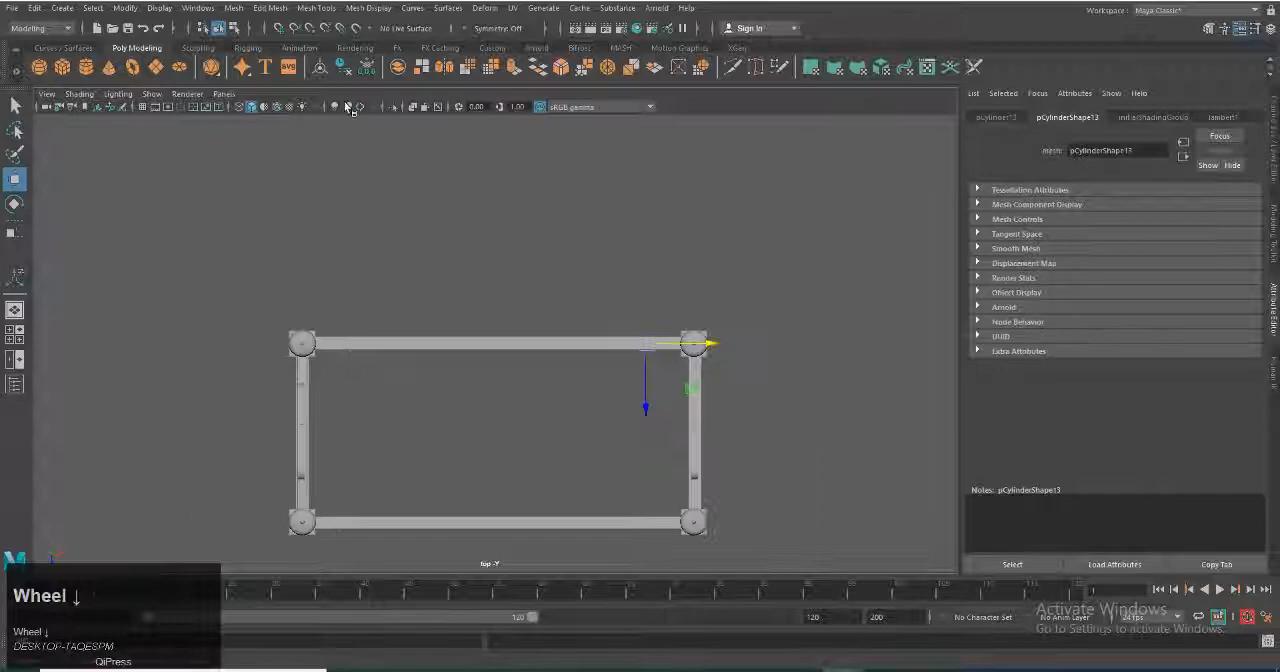 File Edit Create Select Modify Display Windows Mesh Edit Mesh Mesh Tools Mesh Display Curves Surfaces Deform UV Generate Cache Substance Arnold Help
Workspace : Maya Classic*
Modeling No Live Surface Symmetry: Off Sign In
Curves / Surfaces Poly Modeling Sculpting Rigging Animation Rendering FX FX Caching Custom Arnold Bifrost MASH Motion Graphics XGen
View Shading Lighting Show Renderer Panels
0.00 1.00 sRGB gamma
List Selected Focus Attributes Show Help
pCylinder13 pCylinderShape13 initialShadingGroup lambert1
Focus
mesh: pCylinderShape13
Show Hide
Tessellation Attributes
Mesh Component Display
Mesh Controls
Tangent Space
Smooth Mesh
Displacement Map
Render Stats
Object Display
Arnold
Node Behavior
UUID
Extra Attributes
Notes: pCylinderShape13
Select Load Attributes Copy Tab
top -Y
Wheel ↓
Wheel ↓
DESKTOP-TAQESPM
QiPress
120 120 200 No Character Set No Anim Layer 24 fps
Activate Windows
Go to Settings to activate Windows.
Modeling Toolkit
Attribute Editor